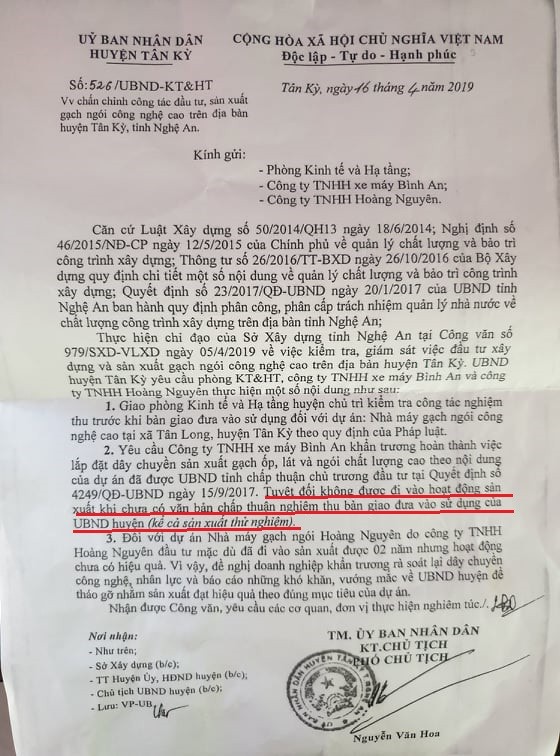 UỶ BAN NHÂN DÂN
HUYỆN TÂN KỲ
CỘNG HÒA XÃ HỘI CHỦ NGHĨA VIỆT NAM
Độc lập - Tự do - Hạnh phúc
Số: 526/UBND-KT&HT
Tân Kỳ, ngày 16 tháng 4 năm 2019
Vv chấn chỉnh công tác đầu tư, sản xuất
gạch ngói công nghệ cao trên địa bàn
huyện Tân Kỳ, tỉnh Nghệ An.
Kính gửi:
- Phòng Kinh tế và Hạ tầng;
- Công ty TNHH xe máy Bình An;
- Công ty TNHH Hoàng Nguyên.
Căn cứ Luật Xây dựng số 50/2014/QH13 ngày 18/6/2014; Nghị định số
46/2015/NĐ-CP ngày 12/5/2015 của Chính phủ về quản lý chất lượng và bảo trì
công trình xây dựng; Thông tư số 26/2016/TT-BXD ngày 26/10/2016 của Bộ Xây
dựng quy định chi tiết một số nội dung về quản lý chất lượng và bảo trì công trình
xây dựng; Quyết định số 23/2017/QĐ-UBND ngày 20/1/2017 của UBND tỉnh
Nghệ An ban hành quy định phân công, phân cấp trách nhiệm quản lý nhà nước về
chất lượng công trình xây dựng trên địa bàn tỉnh Nghệ An;
Thực hiện chỉ đạo của Sở Xây dựng tỉnh Nghệ An tại Công văn số
979/SXD-VLXD ngày 05/4/2019 về việc kiểm tra, giám sát việc đầu tư xây
dựng và sản xuất gạch ngói công nghệ cao trên địa bàn huyện Tân Kỳ. UBND
huyện Tân Kỳ yêu cầu phòng KT&HT, công ty TNHH xe máy Bình An và công
ty TNHH Hoàng Nguyên thực hiện một số nội dung như sau:
1. Giao phòng Kinh tế và Hạ tầng huyện chủ trì kiểm tra công tác nghiệm
thu trước khi bàn giao đưa vào sử dụng đối với dự án: Nhà máy gạch ngói công
nghệ cao tại xã Tân Long, huyện Tân Kỳ theo quy định của Pháp luật.
2. Yêu cầu Công ty TNHH xe máy Bình An khẩn trương hoàn thành việc
lắp đặt dây chuyền sản xuất gạch ốp, lát và ngói chất lượng cao theo nội dung
của dự án đã được UBND tỉnh chấp thuận chủ trương đầu tư tại Quyết định số
4249/QĐ-UBND ngày 15/9/2017. Tuyệt đối không được đi vào hoạt động sản
xuất khi chưa có văn bản chấp thuận nghiệm thu bàn giao đưa vào sử dụng của
UBND huyện (kể cả sản xuất thử nghiệm).
3. Đối với dự án Nhà máy gạch ngói Hoàng Nguyên do công ty TNHH
Hoàng Nguyên đầu tư mặc dù đã đi vào sản xuất được 02 năm nhưng hoạt động
chưa có hiệu quả. Vì vậy, đề nghị doanh nghiệp khẩn trương rà soát lại dây chuyền
công nghệ, nhân lực và báo cáo những khó khăn, vướng mắc về UBND huyện để
tháo gỡ nhằm sản xuất đạt hiệu quả theo đúng mục tiêu của dự án.
Nhận được Công văn, yêu cầu các cơ quan, đơn vị thực hiện nghiêm túc./.
Nơi nhận:
- Như trên;
- Sở Xây dựng (b/c);
- TT Huyện Ủy, HĐND huyện (b/c);
- Chủ tịch UBND huyện (b/c);
- Lưu: VP-UB.
TM. ỦY BAN NHÂN DÂN
KT.CHỦ TỊCH
PHÓ CHỦ TỊCH
Nguyễn Văn Hoa